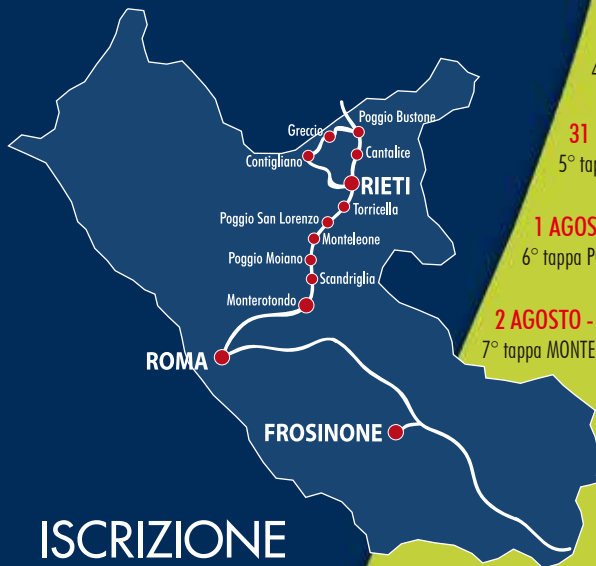 4
Poggio Bustone
Greccio
31
Cantalice
Contigliano
5° tap
RIETI
Torricella
Poggio San Lorenzo
1 AGOS
Monteleone
6° tappa P
Poggio Moiano
Scandriglia
Monterotondo
2 AGOSTO -
7° tappa MONTE
ROMA
FROSINONE
ISCRIZIONE